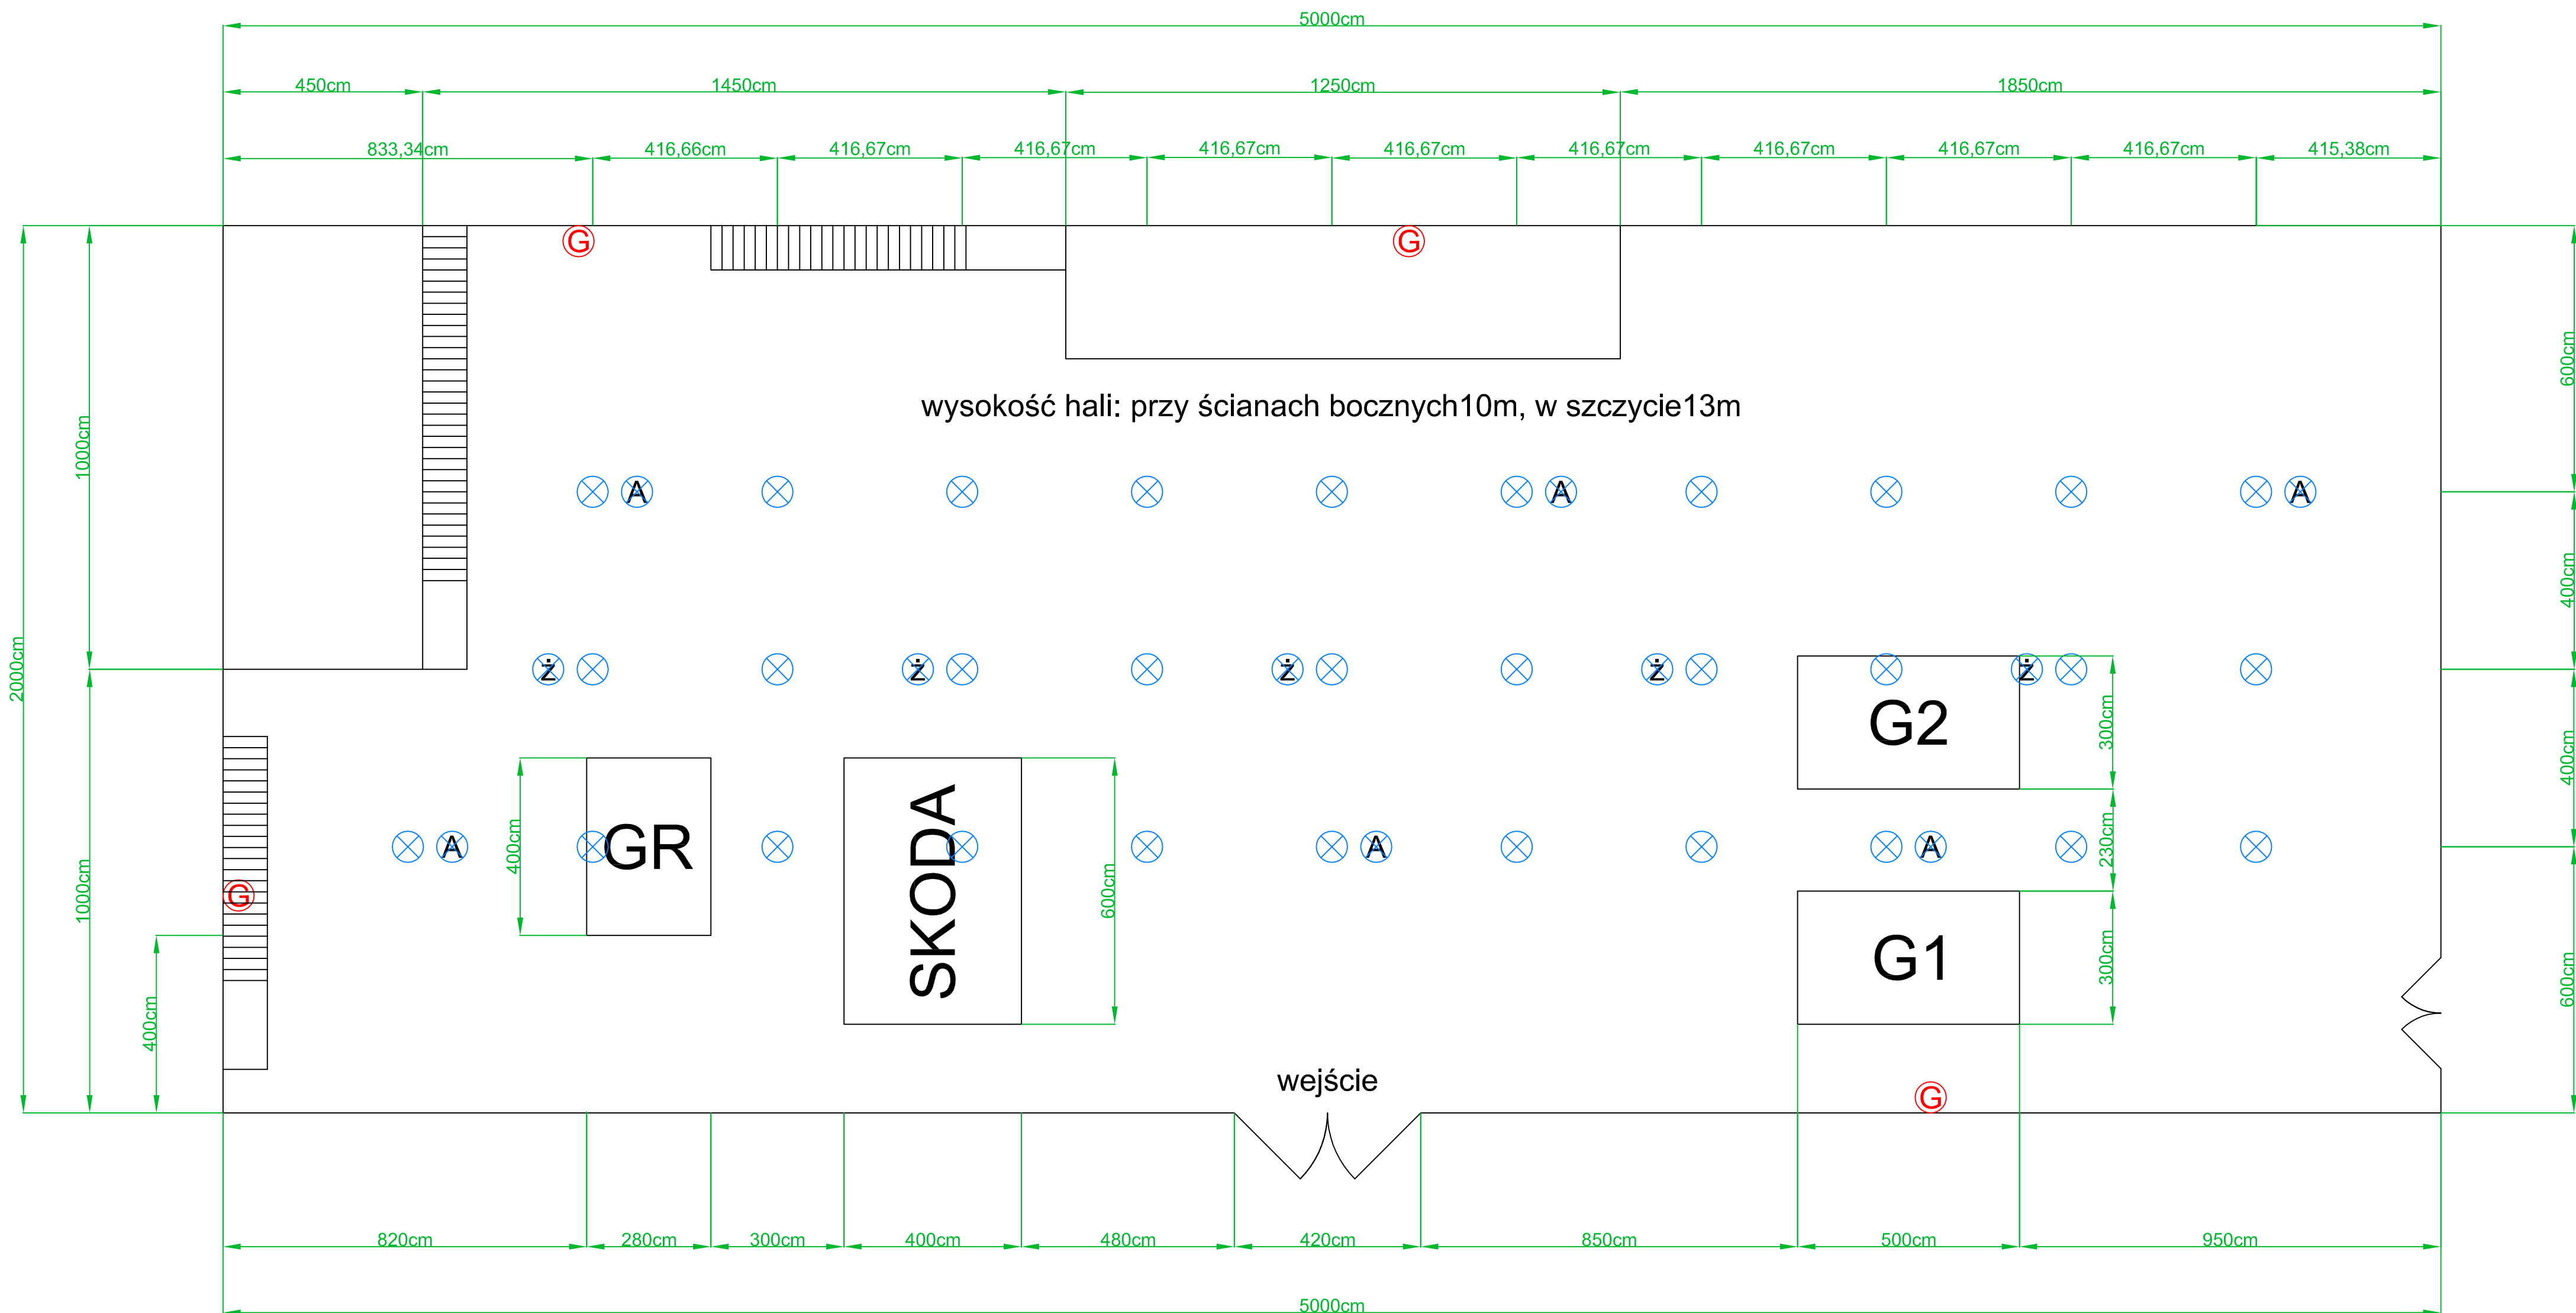 5000cm
450cm
1450cm
1250cm
1850cm
833,34cm
416,66cm
416,67cm
416,67cm
416,67cm
416,67cm
416,67cm
416,67cm
416,67cm
416,67cm
415,38cm
G
G
600cm
wysokość hali: przy ścianach bocznych10m, w szczycie13m
1000cm
A
A
A
400cm
2000cm
Ż
Ż
Ż
Ż
Ż
G2
300cm
400cm
GR
400cm
SKODA
600cm
A
A
A
230cm
1000cm
G
G1
300cm
600cm
400cm
wejście
G
820cm
280cm
300cm
400cm
480cm
420cm
850cm
500cm
950cm
5000cm